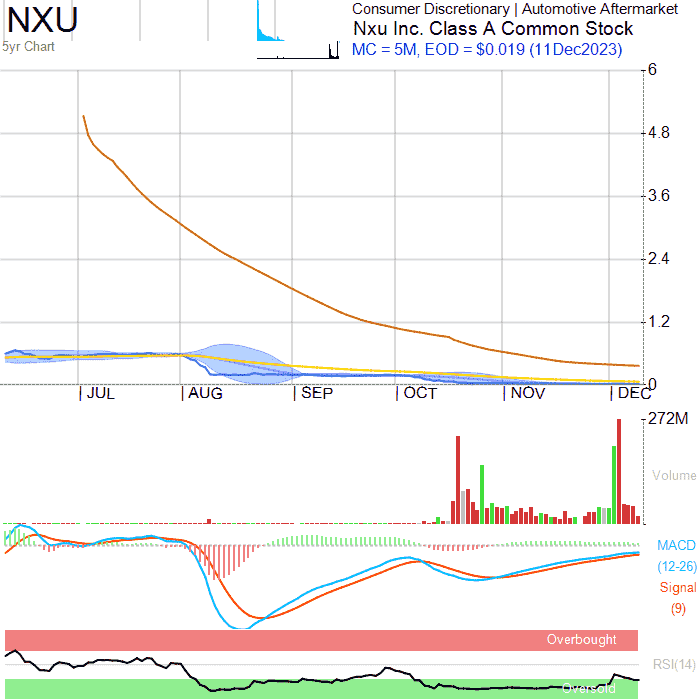 NXU
5yr Chart
Consumer Discretionary | Automotive Aftermarket
Nxu Inc. Class A Common Stock
MC = 5M, EOD = $0.019 (11Dec2023)
6
4.8
3.6
2.4
1.2
0
JUL AUG SEP OCT NOV DEC
272M
Volume
MACD
(12-26)
Signal
(9)
Overbought
RSI(14)
Oversold